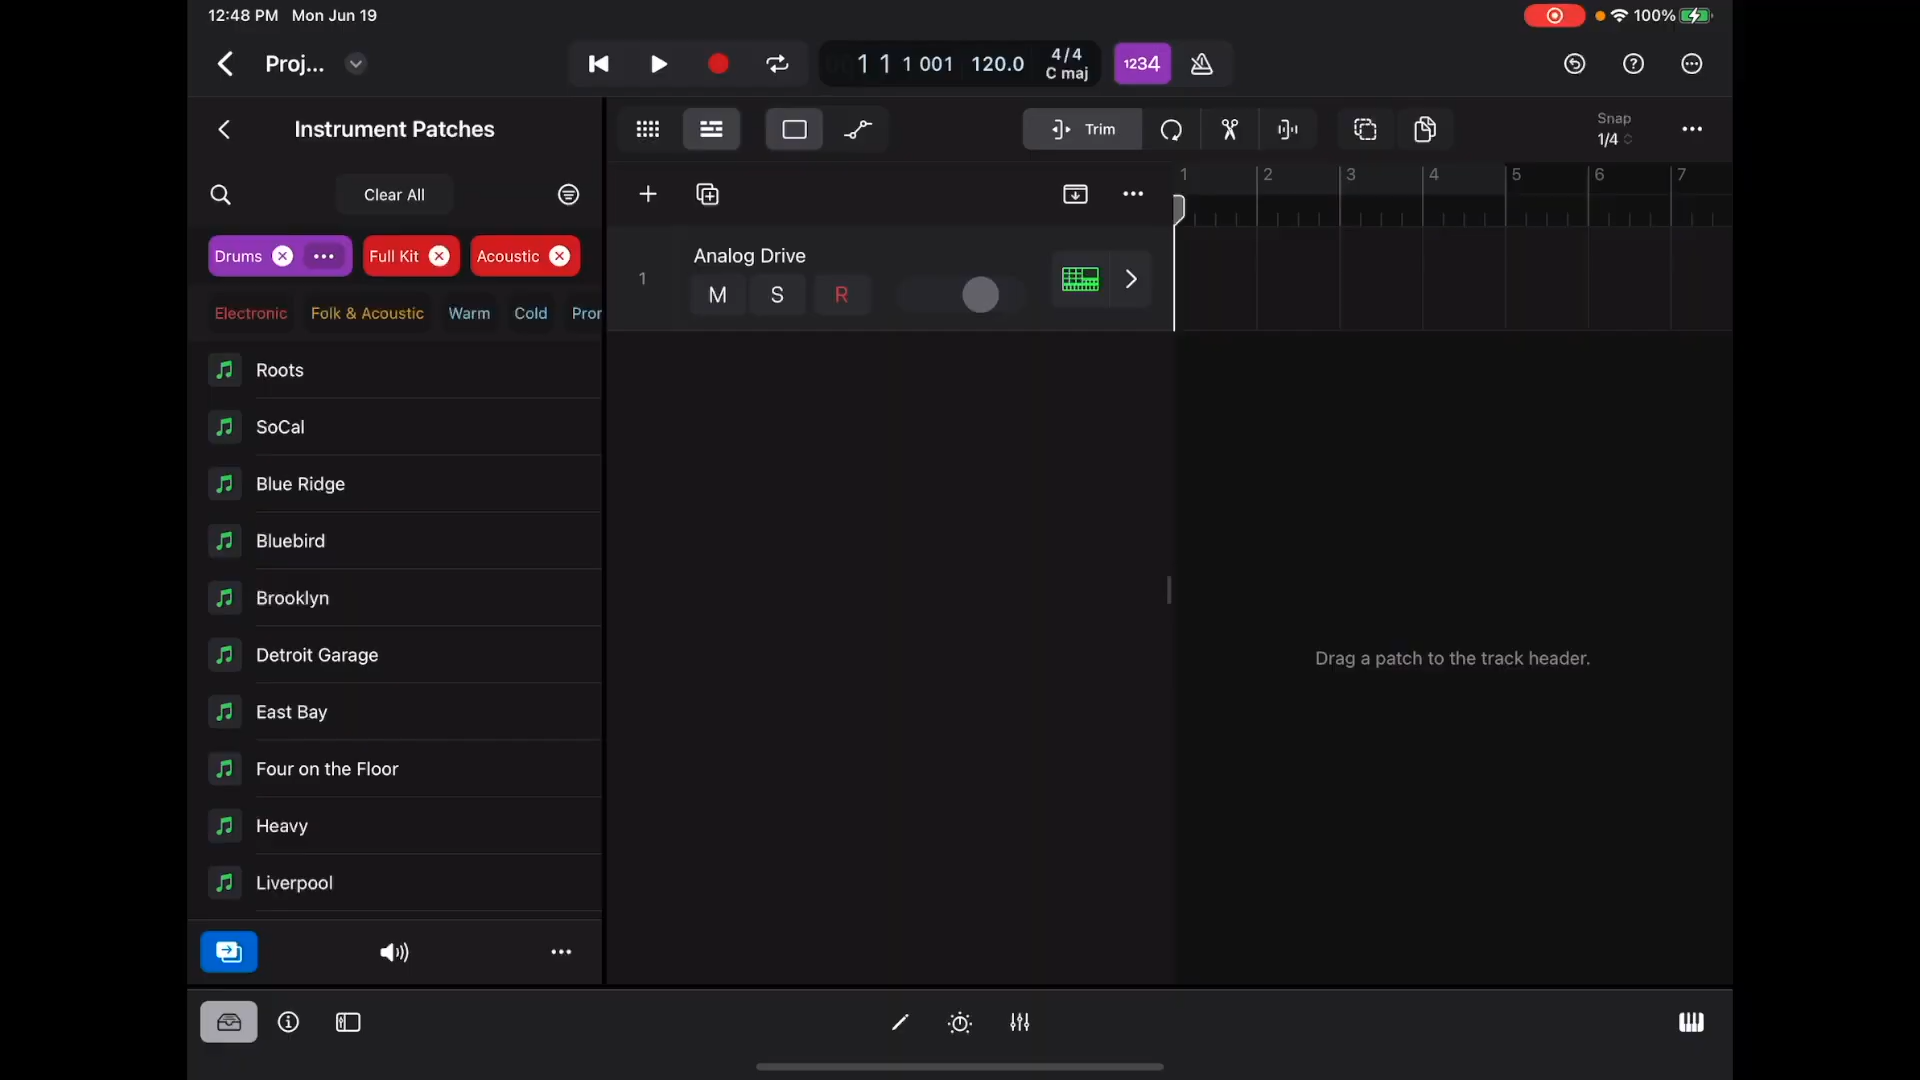 12:48 PM Mon Jun 19
100%
Proj...
1 1 1 001 120.0 4/4 C maj
1234
Instrument Patches
Trim
Snap
1/4
Clear All
1 2 3 4 5 6 7
Drums
Full Kit
Acoustic
1
Analog Drive
M S R
Electronic
Folk & Acoustic
Warm
Cold
Pror
Roots
SoCal
Blue Ridge
Bluebird
Brooklyn
Detroit Garage
Drag a patch to the track header.
East Bay
Four on the Floor
Heavy
Liverpool